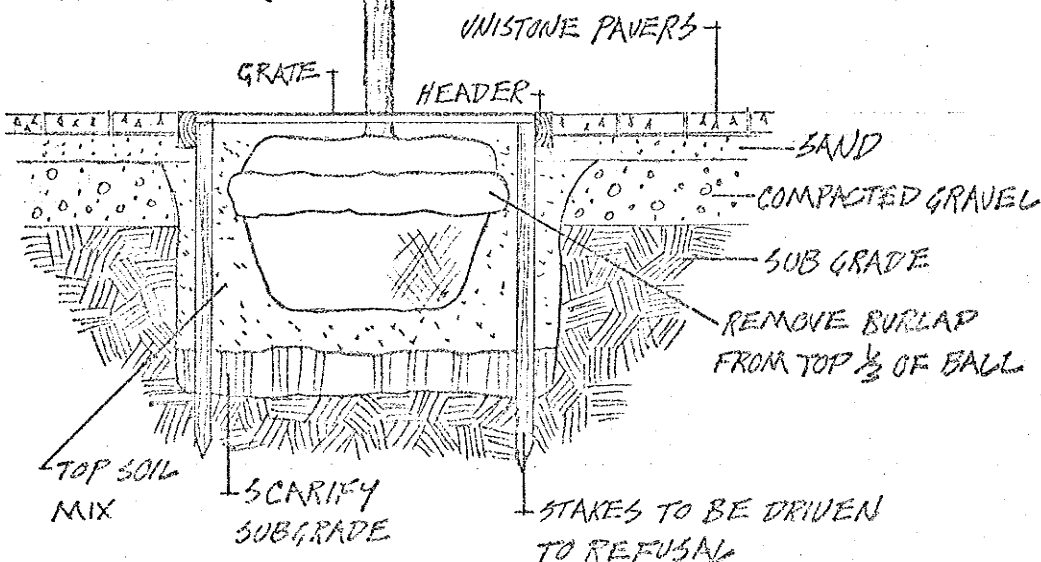 UNISTONE PAVERS
GRATE
HEADER
SAND
COMPACTED GRAVEL
SUB GRADE
REMOVE BURLAP
FROM TOP ⅓ OF BALL
TOP SOIL
MIX
SCARIFY
SUBGRADE
STAKES TO BE DRIVEN
TO REFUSAL